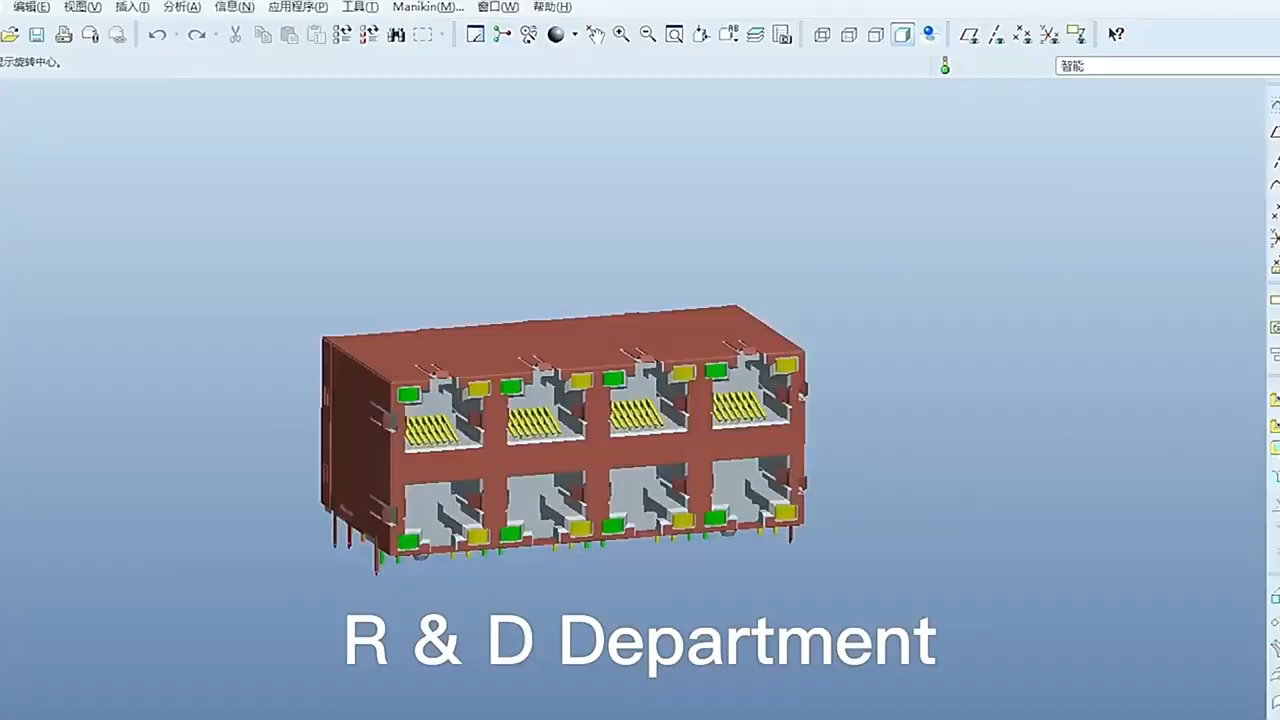 编辑(E) 视图(V) 插入(I) 分析(A) 信息(N) 应用程序(P) 工具(T) Manikin(M)... 窗口(W) 帮助(H)
显示旋转中心。
智能
R & D Department